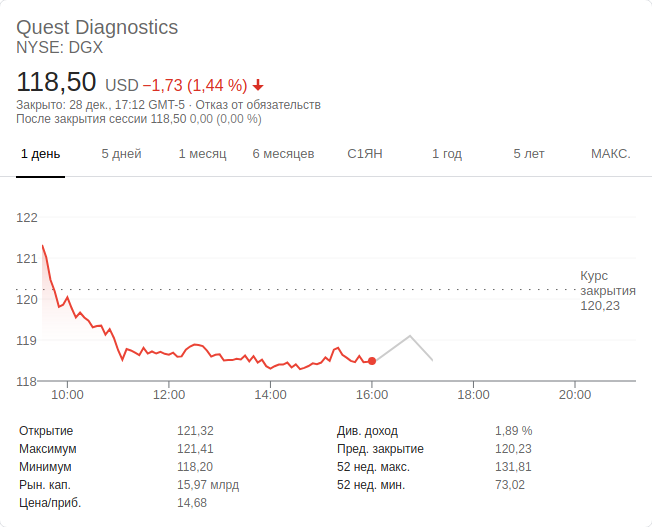 Quest Diagnostics
NYSE: DGX
118,50 USD −1,73 (1,44 %)
Закрыто: 28 дек., 17:12 GMT-5 · Отказ от обязательств
После закрытия сессии 118,50 0,00 (0,00 %)
1 день 5 дней 1 месяц 6 месяцев С1ЯН 1 год 5 лет МАКС.
122
121
Курс
закрытия
120,23
120
119
118
10:00 12:00 14:00 16:00 18:00 20:00
Открытие 121,32 Див. доход 1,89 %
Максимум 121,41 Пред. закрытие 120,23
Минимум 118,20 52 нед. макс. 131,81
Рын. кап. 15,97 млрд 52 нед. мин. 73,02
Цена/приб. 14,68